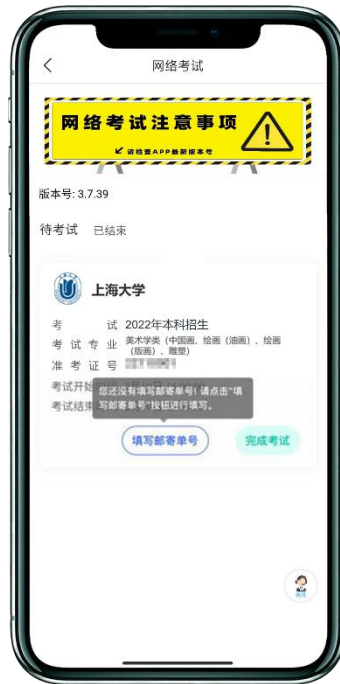 网络考试
网络考试注意事项
请检查APP最新版本号
版本号: 3.7.39
待考试 已结束
上海大学
考试 2022年本科招生
考试专业 美术学类（中国画、绘画（油画）、绘画
（版画）、雕塑）
准考证号
考试开始
您还没有填写邮寄单号! 请点击"填
写邮寄单号"按钮进行填写。
考试结束
填写邮寄单号 完成考试